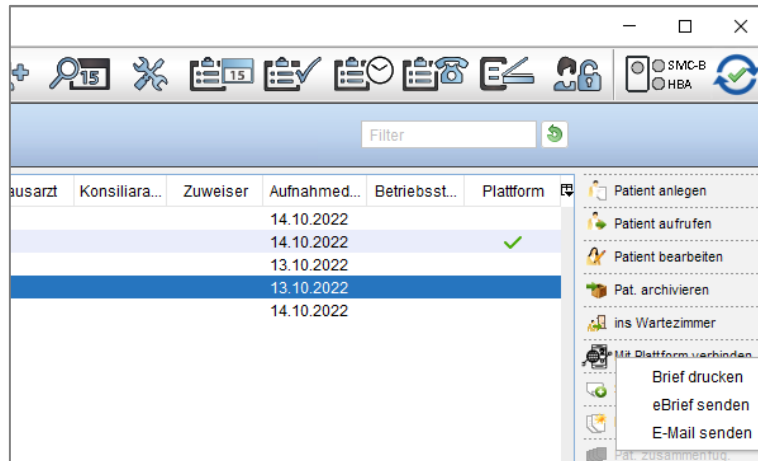 15
15
SMC-B
HBA
Filter
ausarzt Konsiliara... Zuweiser Aufnahmed... Betriebsst... Plattform
14.10.2022
14.10.2022
13.10.2022
13.10.2022
14.10.2022
Patient anlegen
Patient aufrufen
Patient bearbeiten
Pat. archivieren
ins Wartezimmer
Mit Plattform verbinden
Brief drucken
eBrief senden
E-Mail senden
Pat. zusammenfüg.